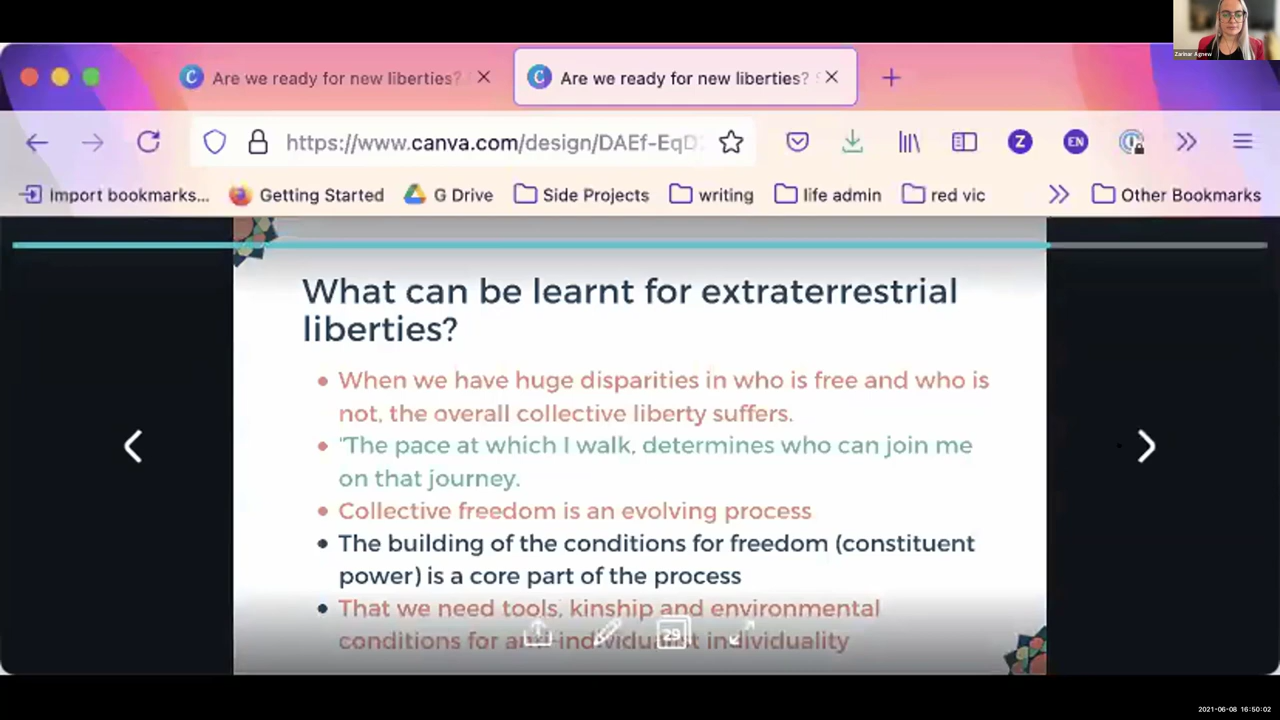 Zarinah Agnew
Are we ready for new liberties?
Are we ready for new liberties?
https://www.canva.com/design/DAEf-EqD
Z
EN
Import bookmarks...
Getting Started
G Drive
Side Projects
writing
life admin
red vic
Other Bookmarks
What can be learnt for extraterrestrial
liberties?
When we have huge disparities in who is free and who is
not, the overall collective liberty suffers.
"The pace at which I walk, determines who can join me
on that journey.
Collective freedom is an evolving process
The building of the conditions for freedom (constituent
power) is a core part of the process
That we need tools, kinship and environmental
conditions for individuality
29
2021-06-08 16:50:02